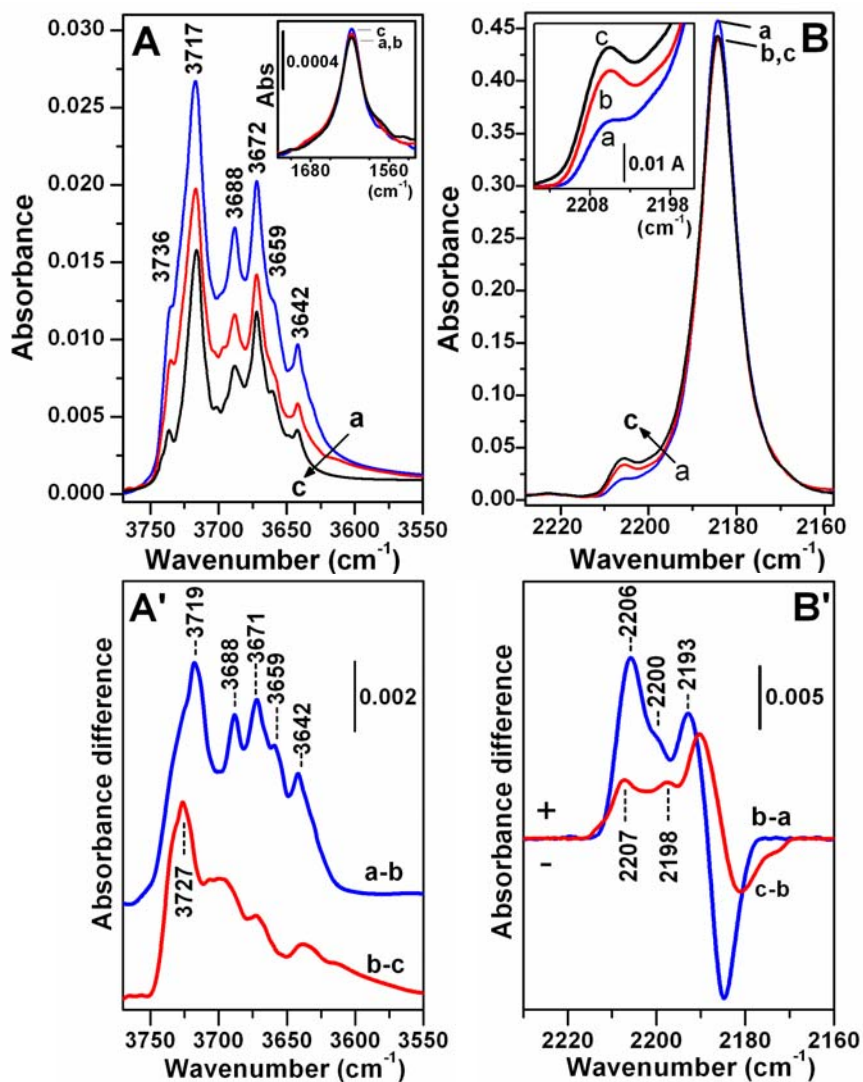 A
c
a,b
0.0004
Abs
1680
1560
(cm-1)
3717
3672
3688
3659
3736
3642
0.030
0.025
0.020
0.015
0.010
0.005
0.000
Absorbance
a
c
3750
3700
3650
3600
3550
Wavenumber (cm-1)
B
a
b,c
c
b
a
0.01 A
2208
2198
(cm-1)
0.45
0.40
0.35
0.30
0.25
0.20
0.15
0.10
0.05
0.00
Absorbance
c
a
2220
2200
2180
2160
Wavenumber (cm-1)
A'
3719
3688
3671
3659
3642
0.002
3727
a-b
b-c
Absorbance difference
3750
3700
3650
3600
3550
Wavenumber (cm-1)
B'
2206
2200
2193
0.005
+
-
2207
2198
b-a
c-b
Absorbance difference
2220
2200
2180
2160
Wavenumber (cm-1)